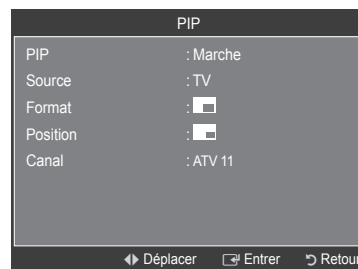 PIP
PIP : Marche
Source : TV
Format :
Position :
Canal : ATV 11
Déplacer Entrer Retour